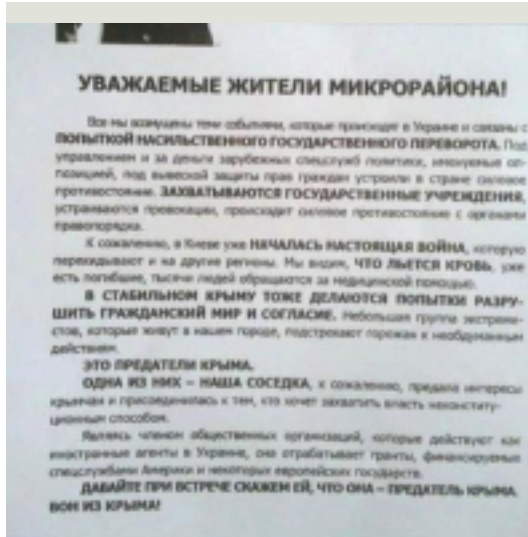 УВАЖАЕМЫЕ ЖИТЕЛИ МИКРОРАЙОНА!
Все мы возмущены теми событиями, которые происходят в Украине и связаны с
ПОПЫТКОЙ НАСИЛЬСТВЕННОГО ГОСУДАРСТВЕННОГО ПЕРЕВОРОТА. Под
управлением и за деньги зарубежных спецслужб политики, именуемые оп-
позицией, под вывеской защиты прав граждан устроили в стране силовое
противостояние. ЗАХВАТЫВАЮТСЯ ГОСУДАРСТВЕННЫЕ УЧРЕЖДЕНИЯ,
устраиваются провокации, происходит силовое противостояние с органами
правопорядка.
К сожалению, в Киеве уже НАЧАЛАСЬ НАСТОЯЩАЯ ВОЙНА, которую
перекидывают и на другие регионы. Мы видим, ЧТО ЛЬЕТСЯ КРОВЬ, уже
есть погибшие, тысячи людей обращаются за медицинской помощью.
В СТАБИЛЬНОМ КРЫМУ ТОЖЕ ДЕЛАЮТСЯ ПОПЫТКИ РАЗРУ-
ШИТЬ ГРАЖДАНСКИЙ МИР И СОГЛАСИЕ. Небольшая группа экстреми-
стов, которые живут в нашем городе, подстрекают горожан к необдуманным
действиям.
ЭТО ПРЕДАТЕЛИ КРЫМА.
ОДНА ИЗ НИХ – НАША СОСЕДКА, к сожалению, предала интересы
крымчан и присоединилась к тем, кто хочет захватить власть неконститу-
ционным способом.
Являясь членом общественных организаций, которые действуют как
иностранные агенты в Украине, она отрабатывает гранты, финансируемые
спецслужбами Америки и некоторых европейских государств.
ДАВАЙТЕ ПРИ ВСТРЕЧЕ СКАЖЕМ ЕЙ, ЧТО ОНА – ПРЕДАТЕЛЬ КРЫМА.
ВОН ИЗ КРЫМА!